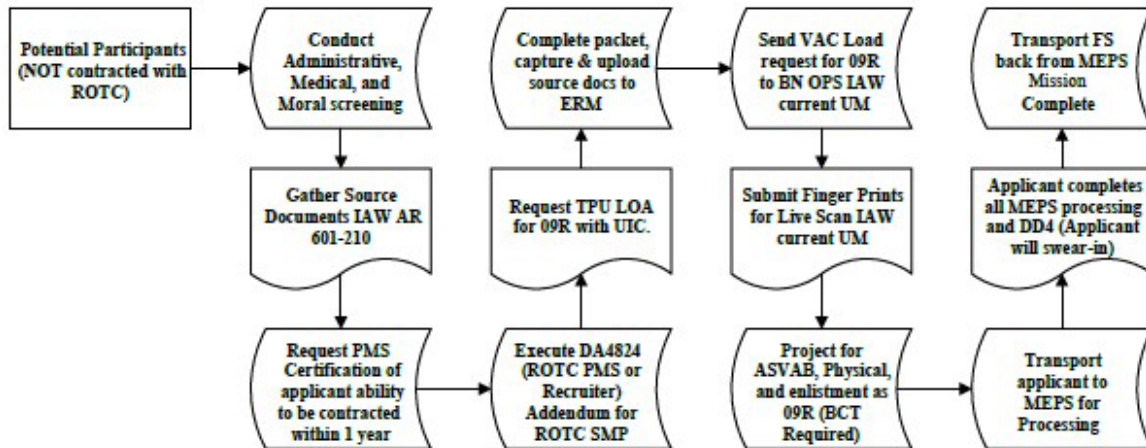 Potential Participants
(NOT contracted with
ROTC)
Conduct
Administrative,
Medical, and
Moral screening
Gather Source
Documents IAW AR
601-210
Request PMS
Certification of
applicant ability
to be contracted
within 1 year
Execute DA4824
(ROTC PMS or
Recruiter)
Addendum for
ROTC SMP
Request TPU LOA
for 09R with UIC.
Complete packet,
capture & upload
source docs to
ERM
Send VAC Load
request for 09R
to BN OPS IAW
current UM
Submit Finger Prints
for Live Scan IAW
current UM
Project for
ASVAB, Physical,
and enlistment as
09R (BCT
Required)
Transport
applicant to
MEPS for
Processing
Applicant completes
all MEPS processing
and DD4 (Applicant
will swear-in)
Transport FS
back from MEPS
Mission
Complete